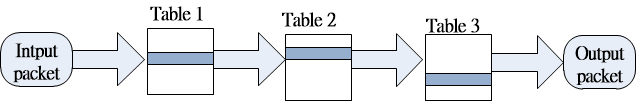 Table 1
Table 2
Table 3
Intput
packet
Output
packet